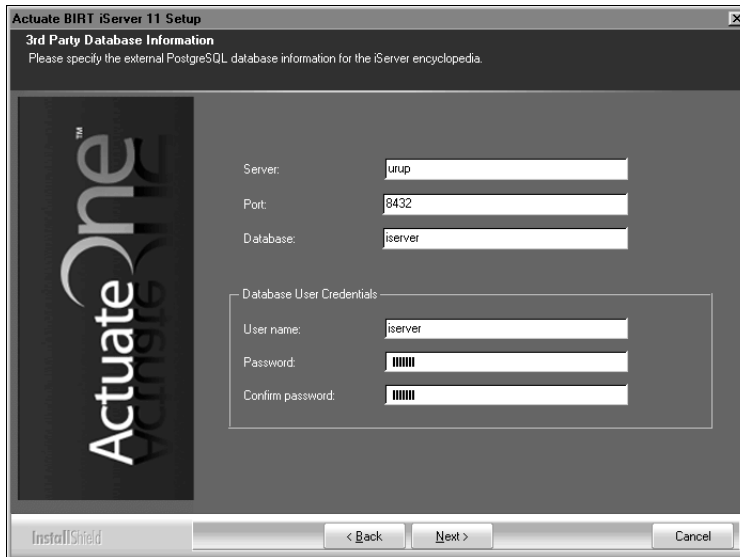 Actuate BIRT iServer 11 Setup
3rd Party Database Information
Please specify the external PostgreSQL database information for the iServer encyclopedia.
ActuateOne™
Server:
urup
Port:
8432
Database:
iserver
Database User Credentials
User name:
iserver
Password:
Confirm password:
InstallShield
< Back
Next >
Cancel